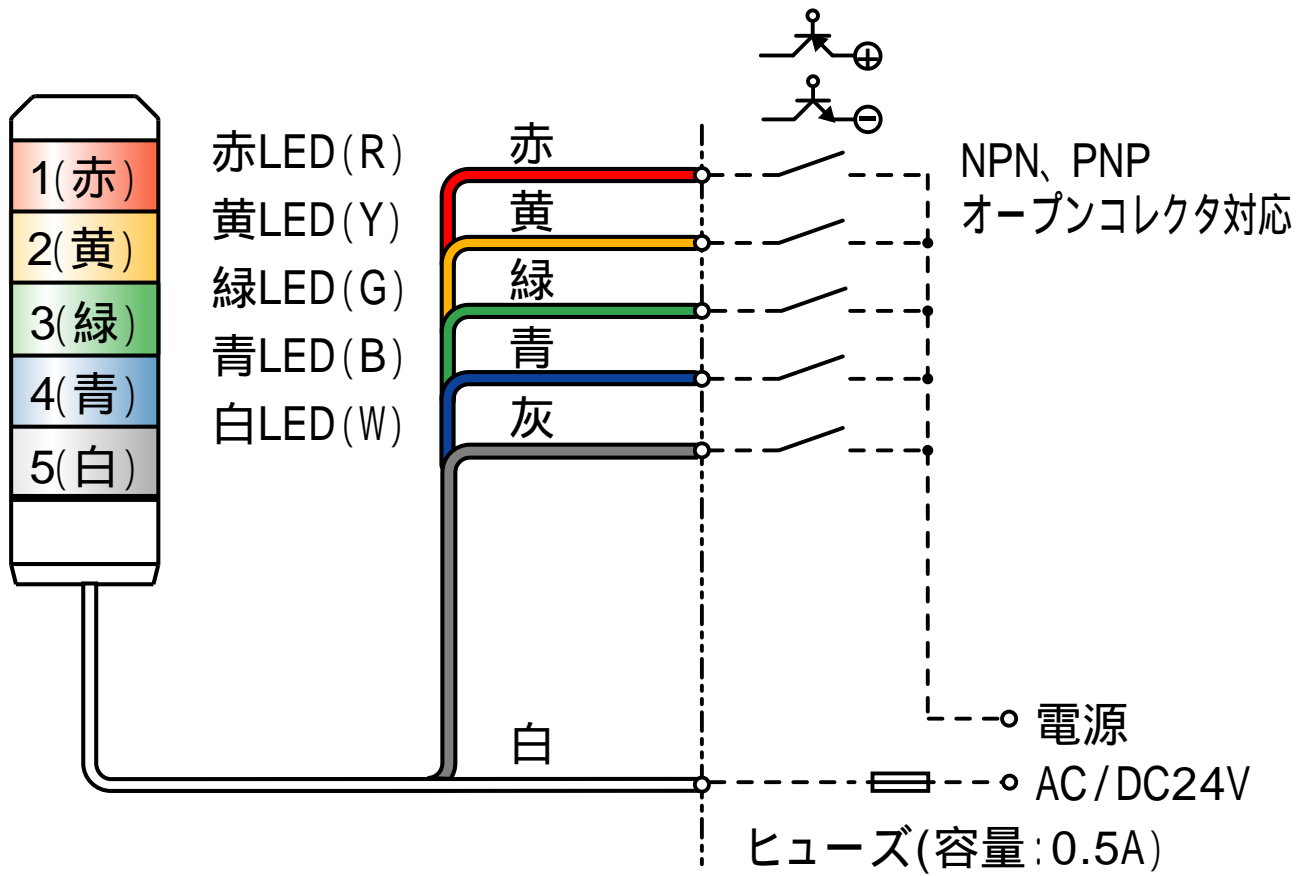 1(赤)
2(黄)
3(緑)
4(青)
5(白)
赤LED(R)
黄LED(Y)
緑LED(G)
青LED(B)
白LED(W)
赤
黄
緑
青
灰
白
NPN、PNP
オープンコレクタ対応
電源
AC/DC24V
ヒューズ(容量:0.5A)